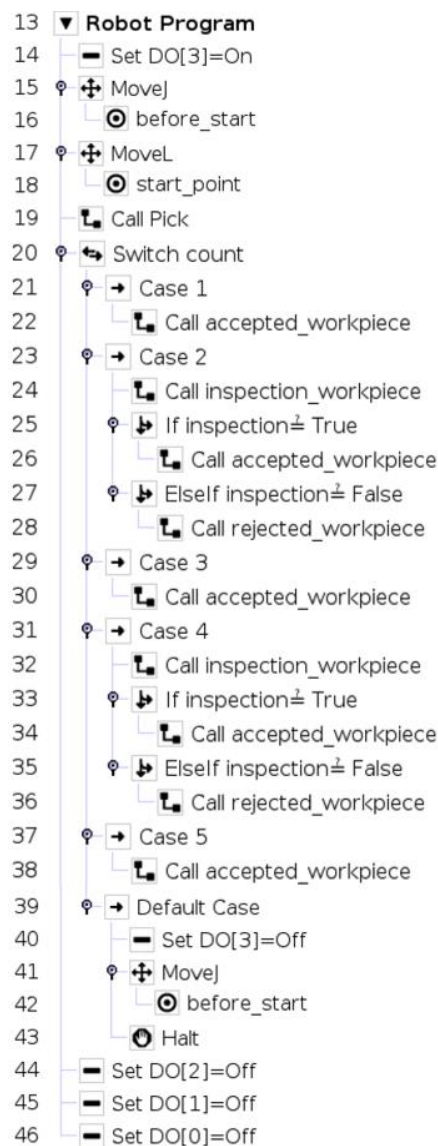 13 Robot Program
14 Set DO[3]=On
15 MoveJ
16 before_start
17 MoveL
18 start_point
19 Call Pick
20 Switch count
21 Case 1
22 Call accepted_workpiece
23 Case 2
24 Call inspection_workpiece
25 If inspection≟ True
26 Call accepted_workpiece
27 ElseIf inspection≟ False
28 Call rejected_workpiece
29 Case 3
30 Call accepted_workpiece
31 Case 4
32 Call inspection_workpiece
33 If inspection≟ True
34 Call accepted_workpiece
35 ElseIf inspection≟ False
36 Call rejected_workpiece
37 Case 5
38 Call accepted_workpiece
39 Default Case
40 Set DO[3]=Off
41 MoveJ
42 before_start
43 Halt
44 Set DO[2]=Off
45 Set DO[1]=Off
46 Set DO[0]=Off